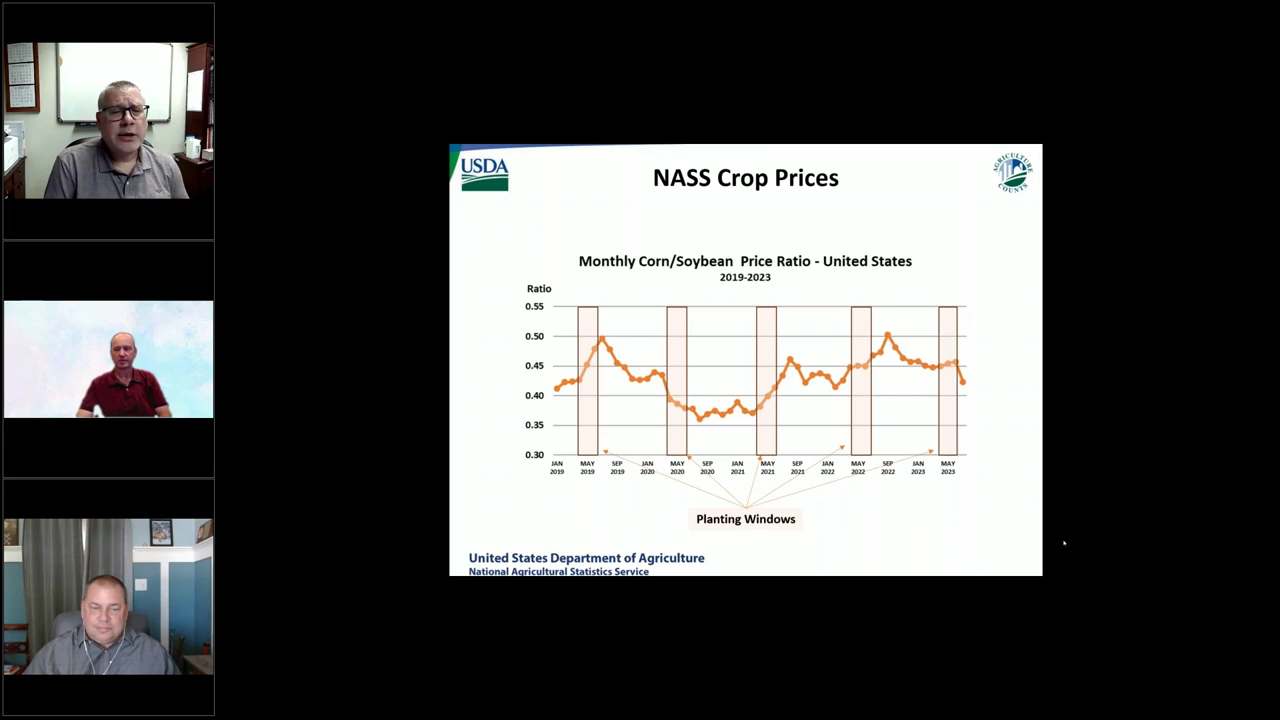 USDA
NASS Crop Prices
AGRICULTURE COUNTS
Monthly Corn/Soybean Price Ratio - United States
2019-2023
Ratio
0.55
0.50
0.45
0.40
0.35
0.30
JAN MAY SEP JAN MAY SEP JAN MAY SEP JAN MAY SEP JAN MAY
2019 2019 2019 2020 2020 2020 2021 2021 2021 2022 2022 2022 2023 2023
Planting Windows
United States Department of Agriculture
National Agricultural Statistics Service